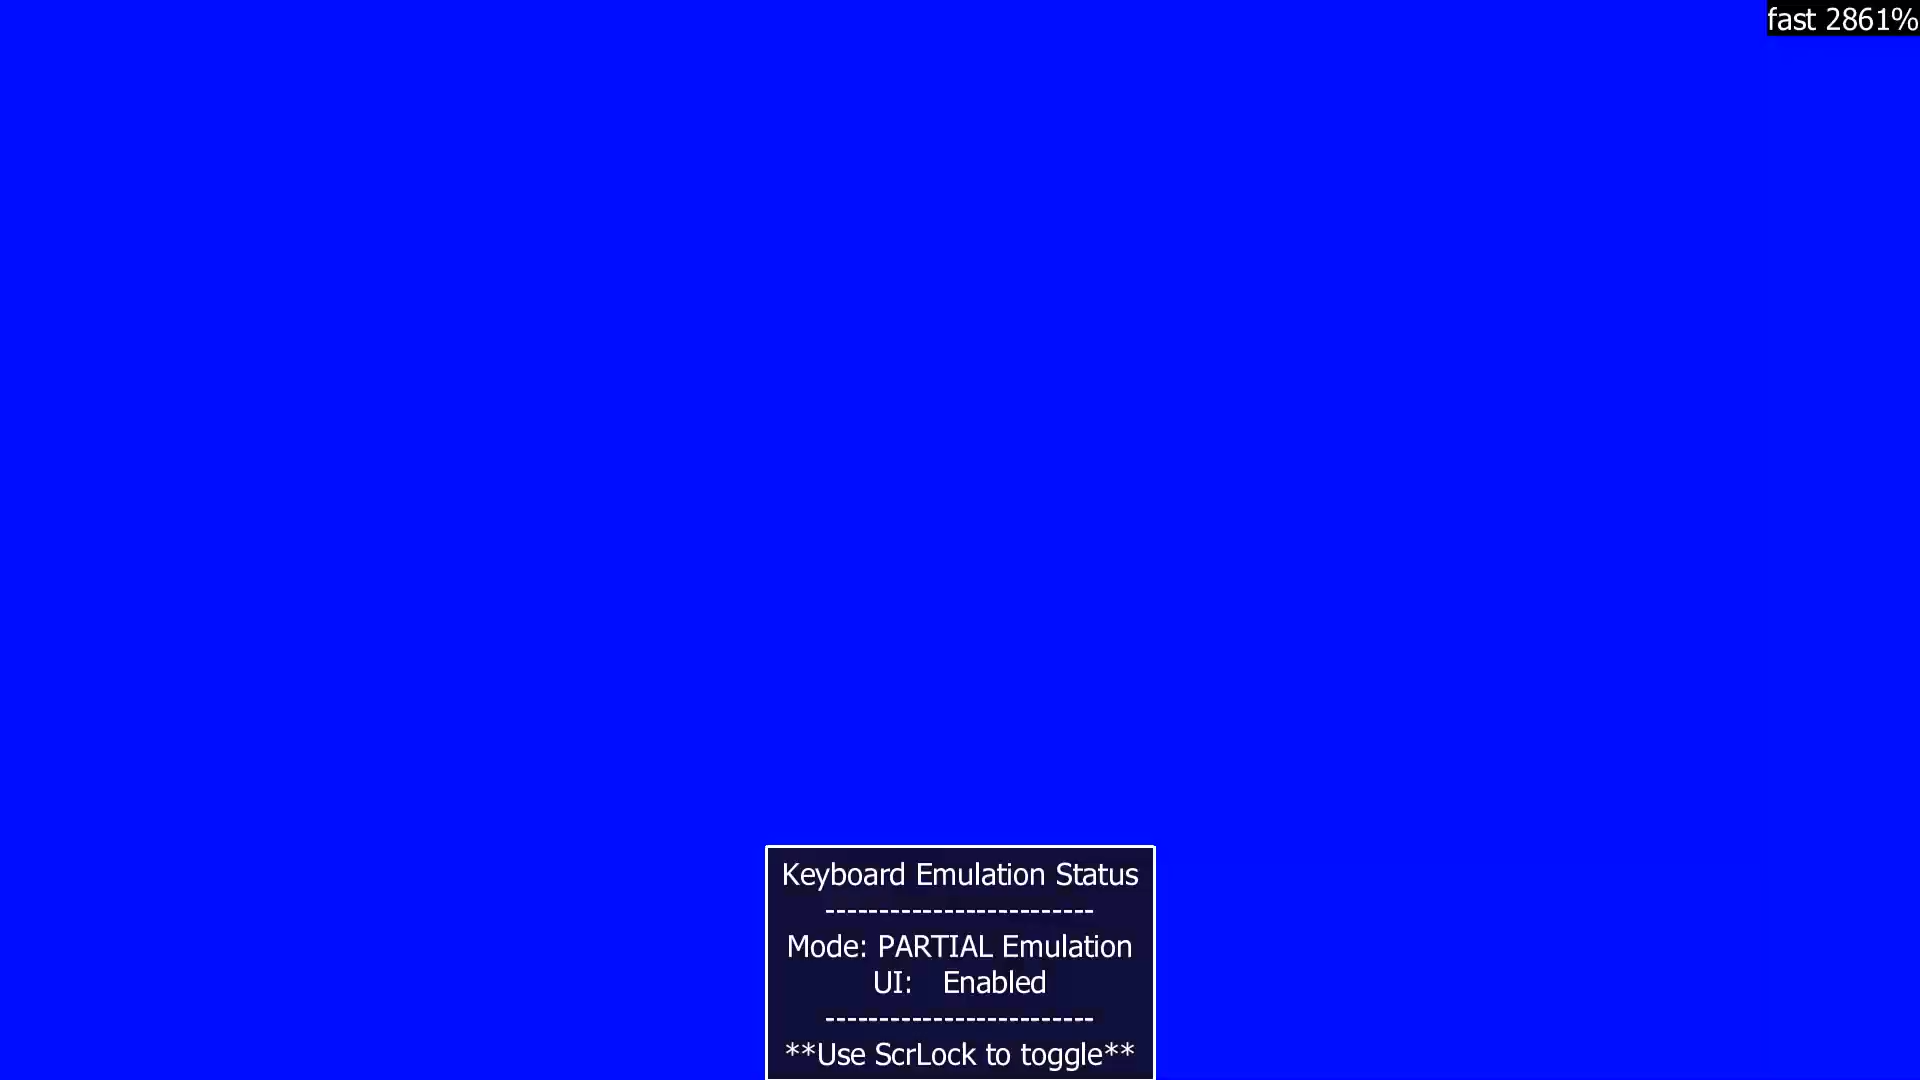 fast 2861%
Keyboard Emulation Status
-------------------------
Mode: PARTIAL Emulation
UI: Enabled
-------------------------
**Use ScrLock to toggle**